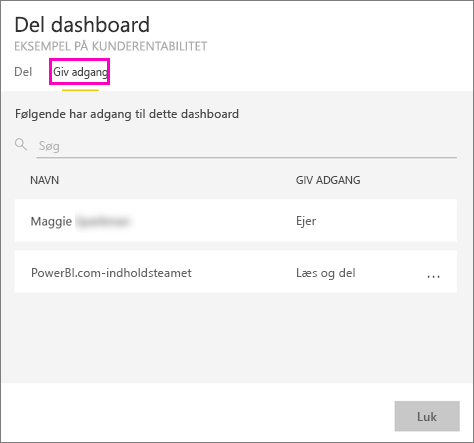 Del dashboard
EKSEMPEL PÅ KUNDERENTABILITET
Del Giv adgang
Følgende har adgang til dette dashboard
Søg
NAVN GIV ADGANG
Maggie Ejer
PowerBI.com-indholdsteamet Læs og del ...
Luk